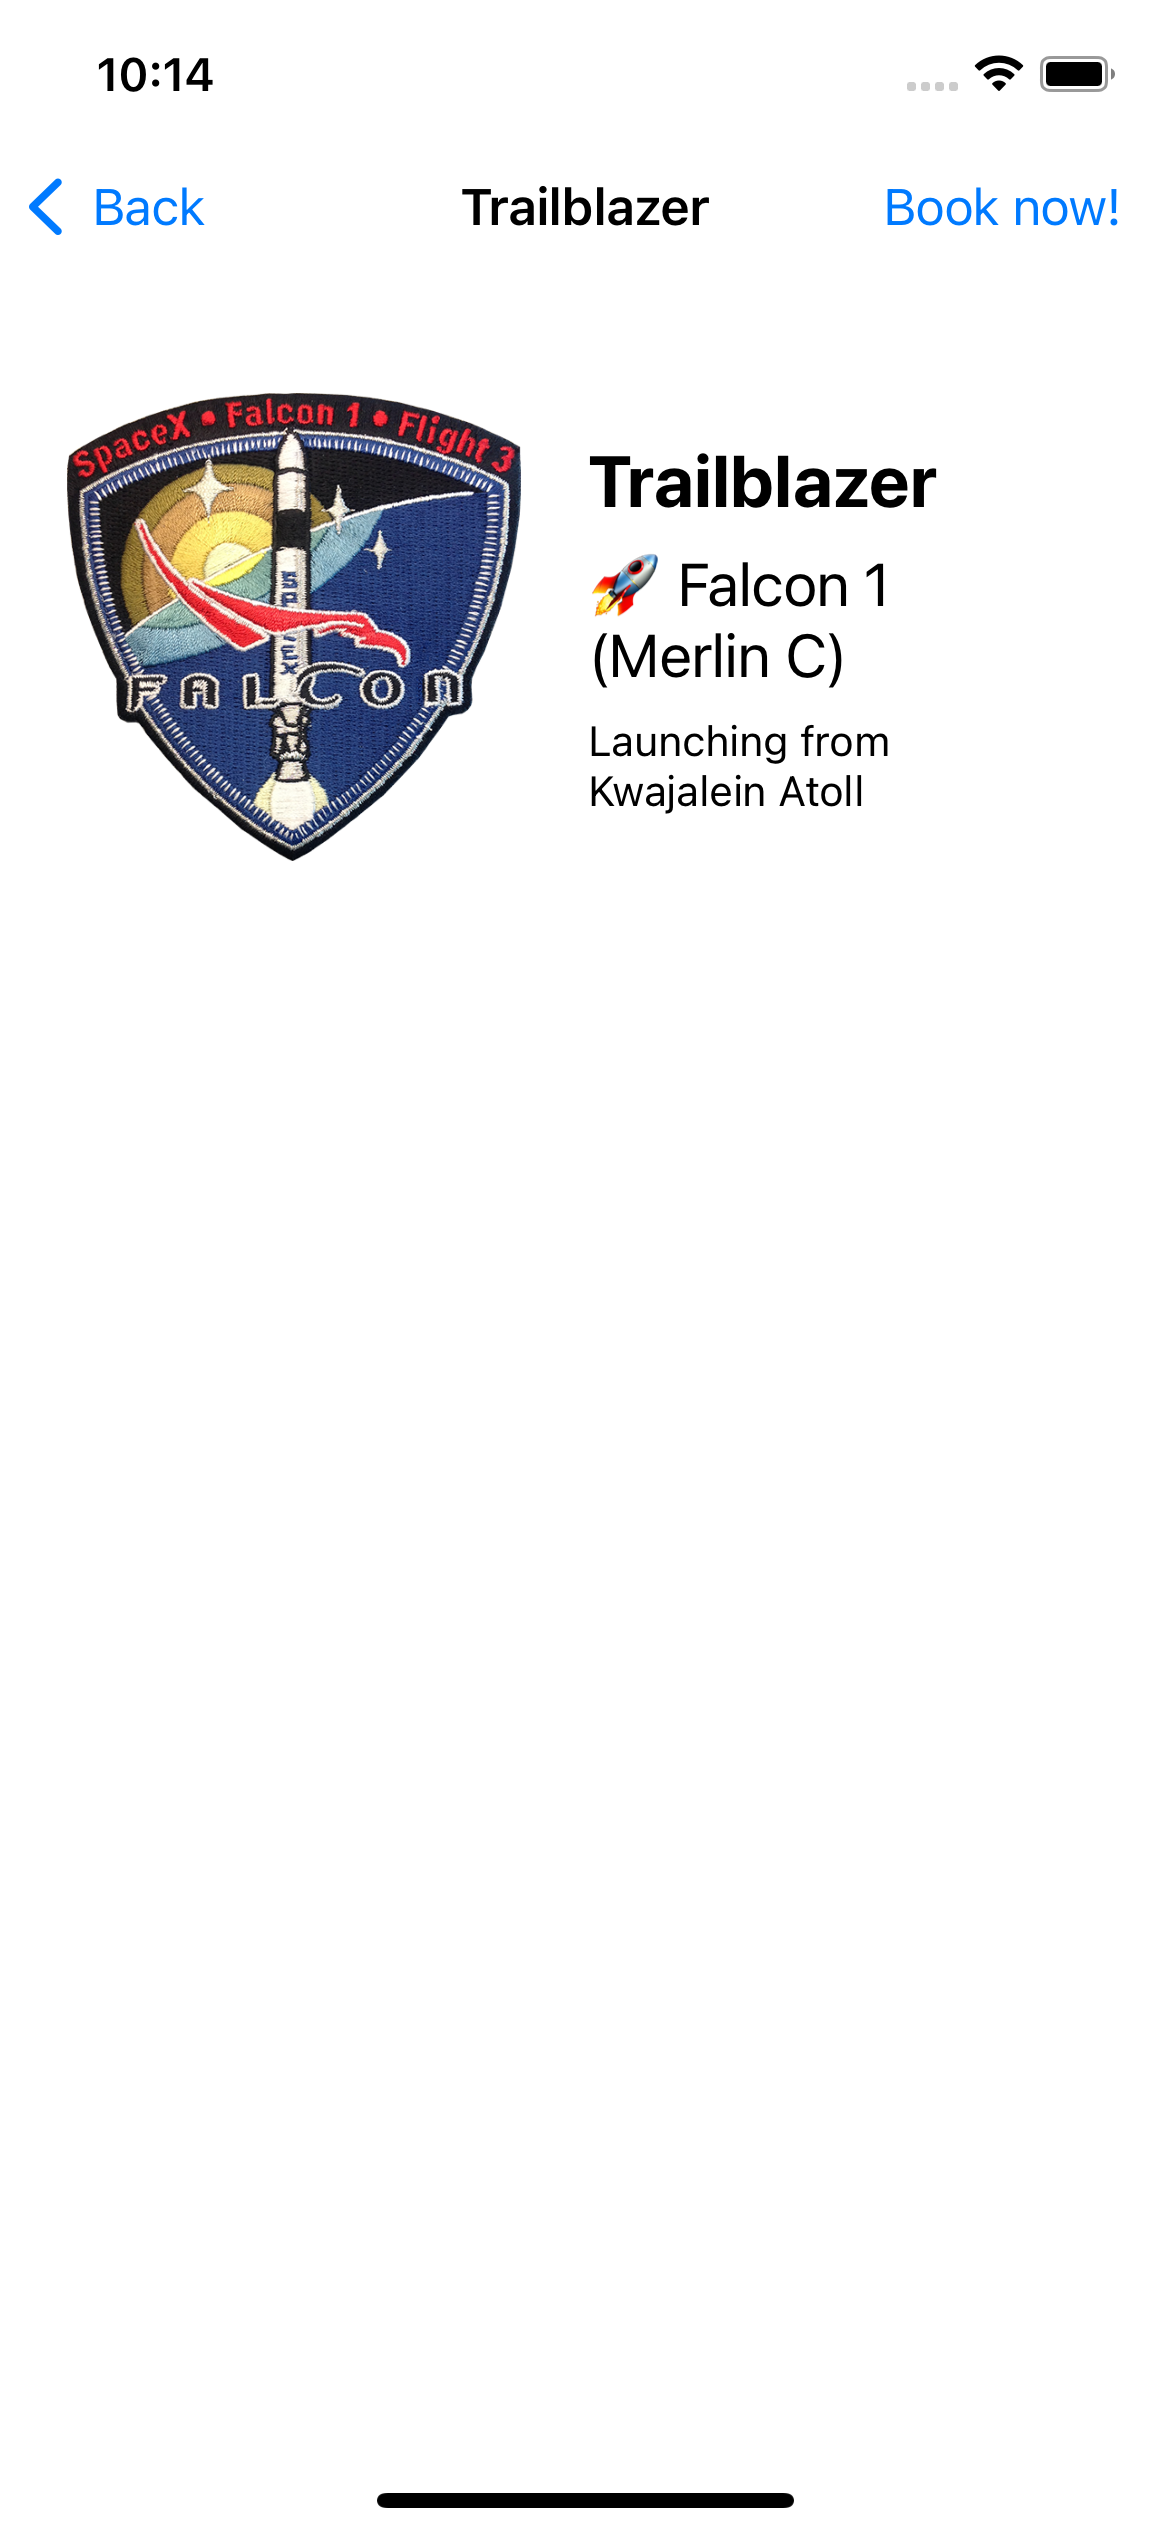 10:14
Back
Trailblazer
Book now!
SpaceX • Falcon 1 • Flight 3
SPACEX
FALCON
Trailblazer
🚀 Falcon 1
(Merlin C)
Launching from
Kwajalein Atoll